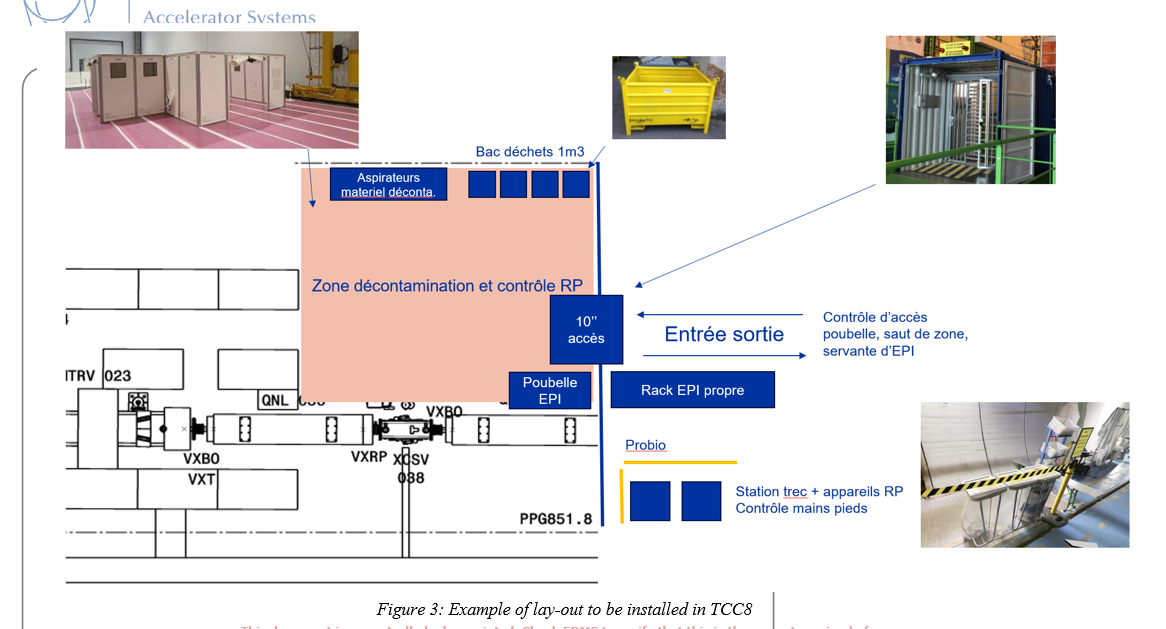 Accelerator Systems
Bac déchets 1m3
Aspirateurs
materiel déconta.
Zone décontamination et contrôle RP
10’’
accès
Entrée sortie
Contrôle d’accès
poubelle, saut de zone,
servante d’EPI
Poubelle
EPI
Rack EPI propre
023
QNL
VXBO
VXBO
VXT
VXRP
XCSV
038
Probio
Station trec + appareils RP
Contrôle mains pieds
PPG851.8
Figure 3: Example of lay-out to be installed in TCC8